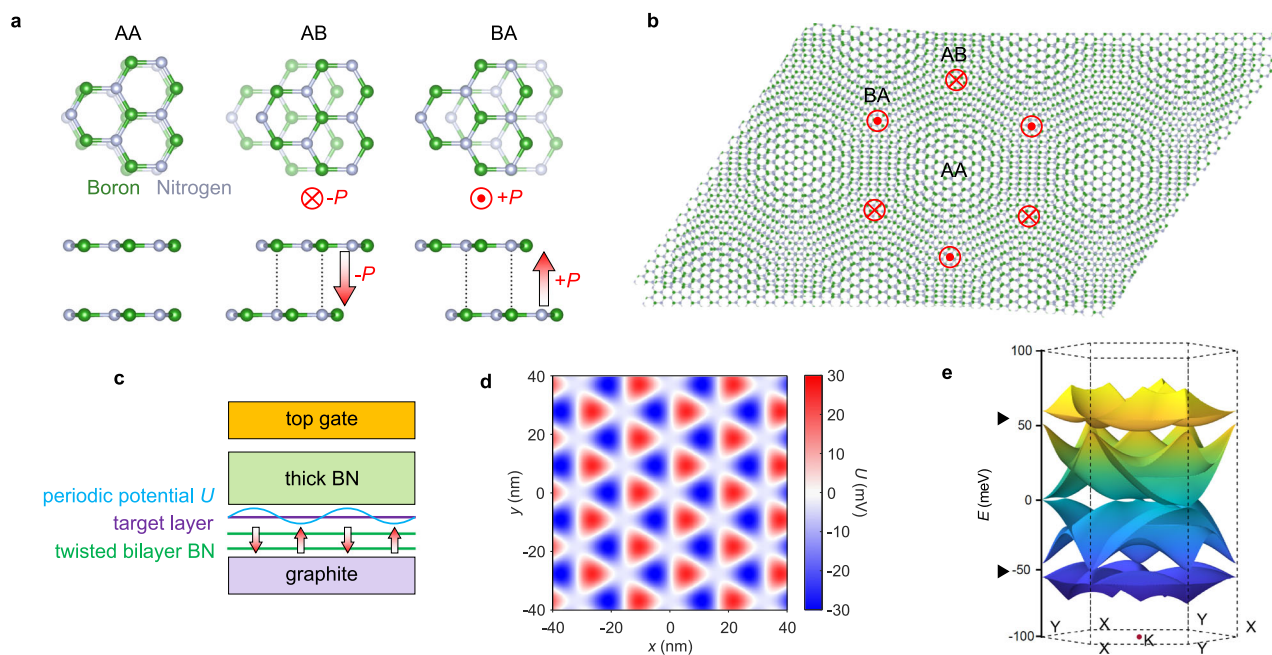 a
AA
AB
BA
Boron
Nitrogen
-P
+P
-P
+P
b
AB
BA
AA
c
top gate
thick BN
periodic potential U
target layer
twisted bilayer BN
graphite
d
40
20
0
-20
-40
y (nm)
-40
-20
0
20
40
x (nm)
30
20
10
0
-10
-20
-30
U (mV)
e
100
50
0
-50
-100
E (meV)
Y
X
K
X
Y
Y
X